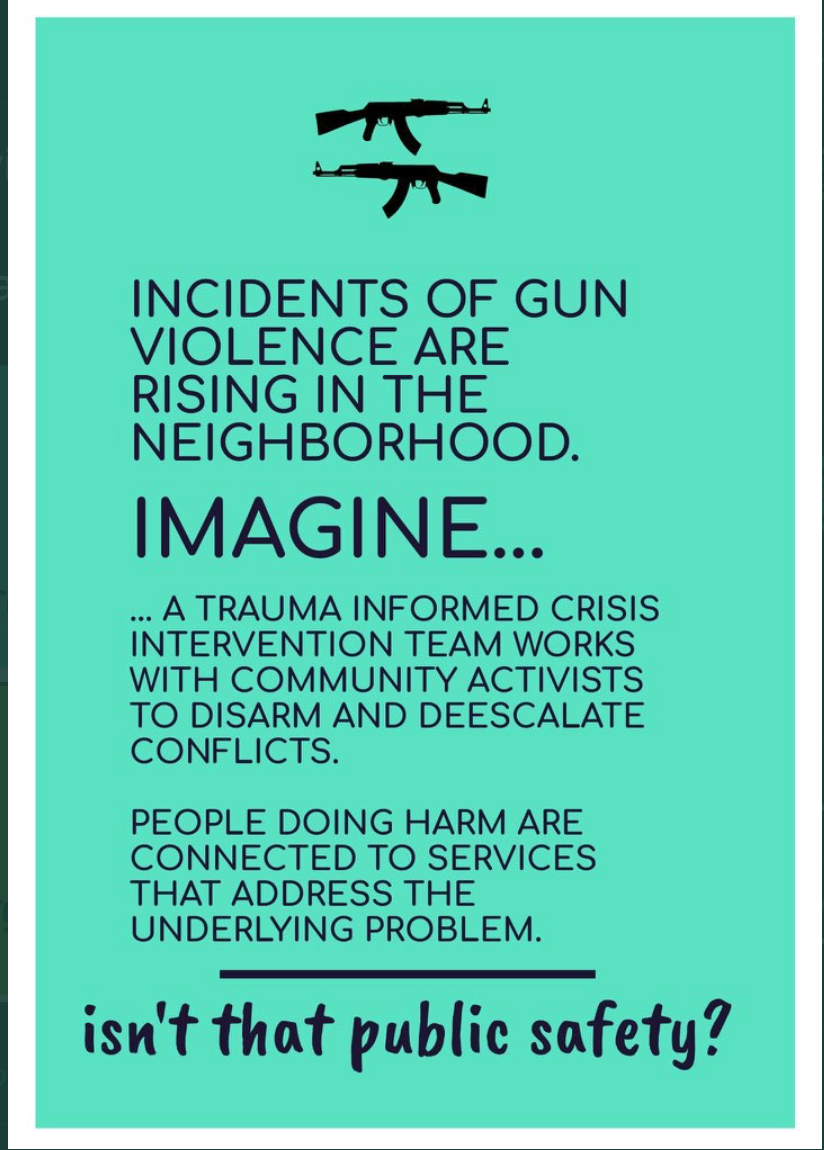 INCIDENTS OF GUN
VIOLENCE ARE
RISING IN THE
NEIGHBORHOOD.
IMAGINE...
... A TRAUMA INFORMED CRISIS
INTERVENTION TEAM WORKS
WITH COMMUNITY ACTIVISTS
TO DISARM AND DEESCALATE
CONFLICTS.
PEOPLE DOING HARM ARE
CONNECTED TO SERVICES
THAT ADDRESS THE
UNDERLYING PROBLEM.
isn't that public safety?